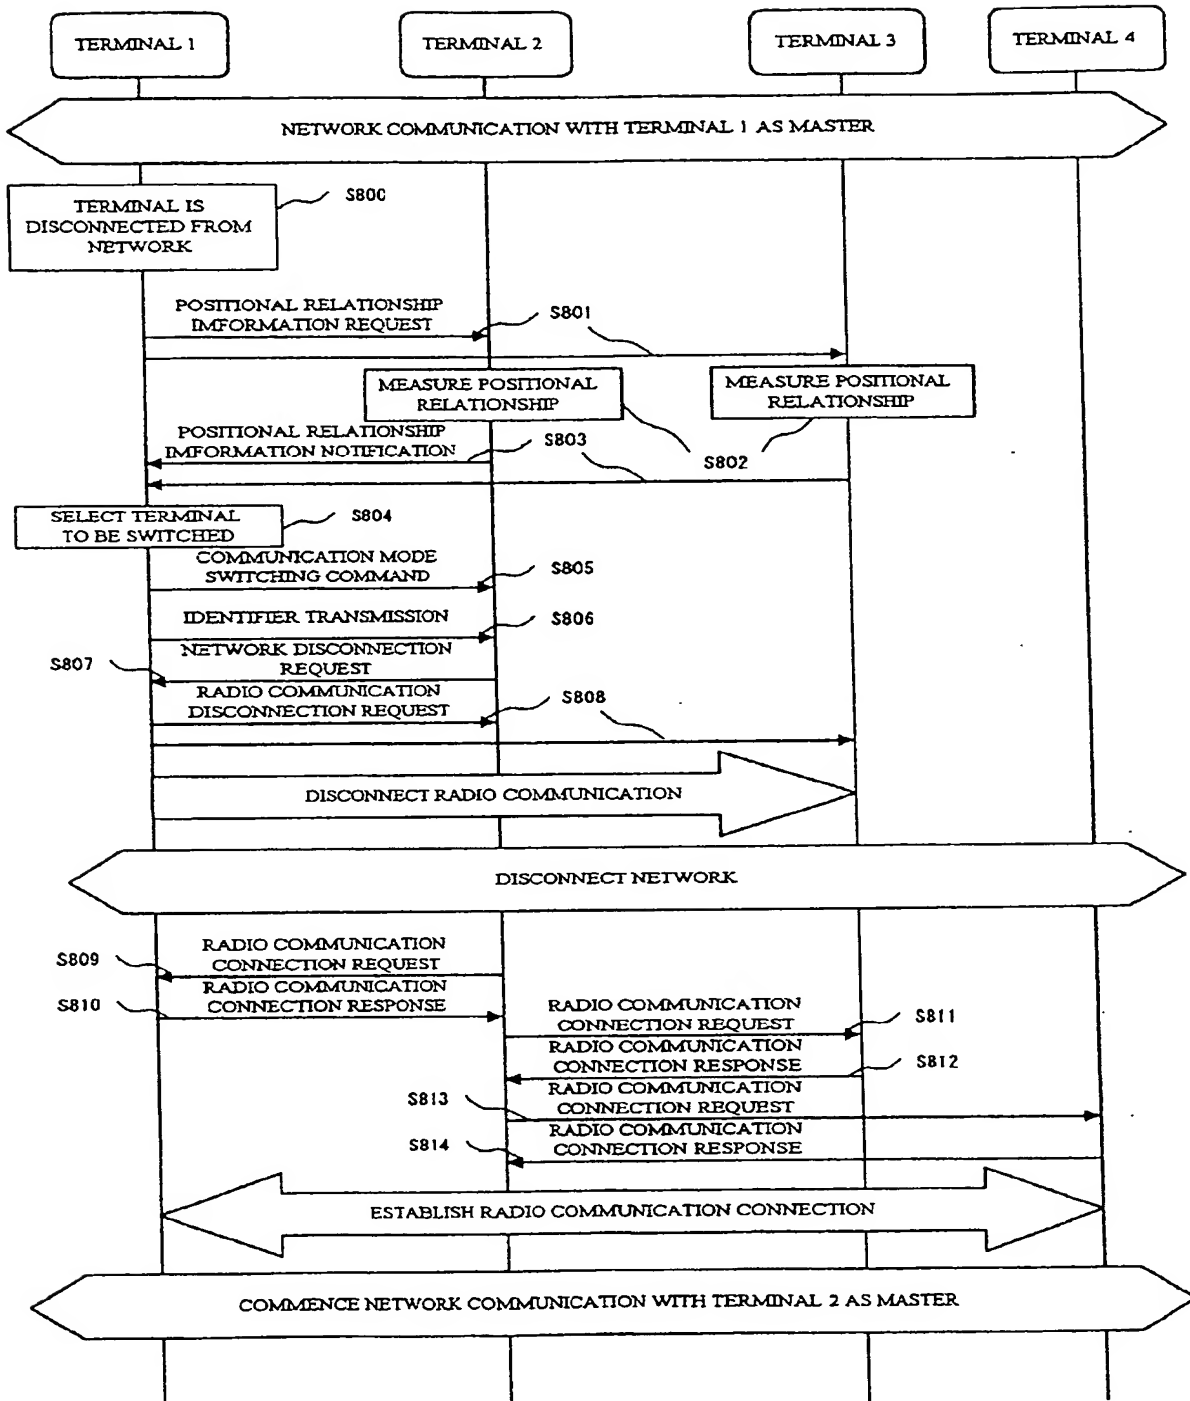 TERMINAL 1
TERMINAL 2
TERMINAL 3
TERMINAL 4
NETWORK COMMUNICATION WITH TERMINAL 1 AS MASTER
TERMINAL IS
DISCONNECTED FROM
NETWORK
S800
POSITIONAL RELATIONSHIP
IMFORMATION REQUEST
S801
MEASURE POSITIONAL
RELATIONSHIP
MEASURE POSITIONAL
RELATIONSHIP
S802
POSITIONAL RELATIONSHIP
IMFORMATION NOTIFICATION
S803
SELECT TERMINAL
TO BE SWITCHED
S804
COMMUNICATION MODE
SWITCHING COMMAND
S805
IDENTIFIER TRANSMISSION
S806
S807
NETWORK DISCONNECTION
REQUEST
RADIO COMMUNICATION
DISCONNECTION REQUEST
S808
DISCONNECT RADIO COMMUNICATION
DISCONNECT NETWORK
S809
RADIO COMMUNICATION
CONNECTION REQUEST
S810
RADIO COMMUNICATION
CONNECTION RESPONSE
RADIO COMMUNICATION
CONNECTION REQUEST
S811
RADIO COMMUNICATION
CONNECTION RESPONSE
S812
S813
RADIO COMMUNICATION
CONNECTION REQUEST
S814
RADIO COMMUNICATION
CONNECTION RESPONSE
ESTABLISH RADIO COMMUNICATION CONNECTION
COMMENCE NETWORK COMMUNICATION WITH TERMINAL 2 AS MASTER